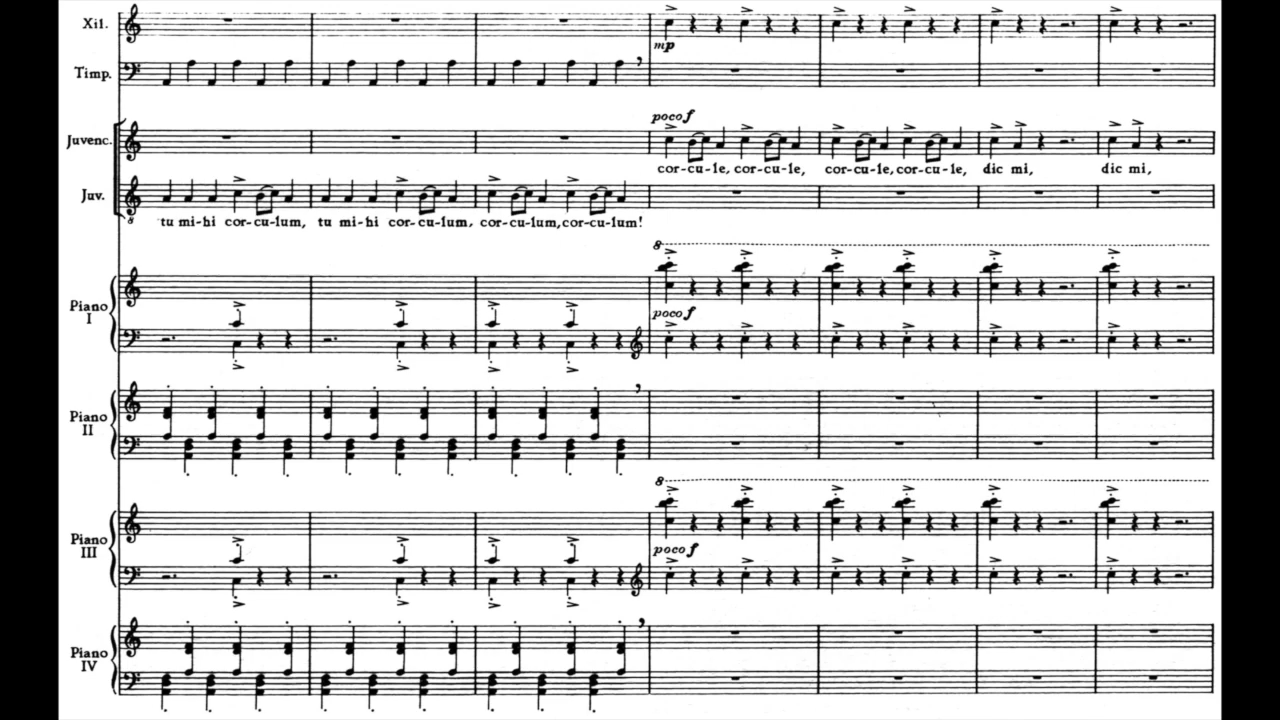 Xil.
mp
Timp.
poco f
Juvenc.
cor-cu-le, cor-cu-le, cor-cu-le, cor-cu-le, dic mi, dic mi,
Juv.
tu mi-hi cor-cu-lum, tu mi-hi cor-cu-lum, cor-cu-lum, cor-cu-lum!
8
Piano I
poco f
Piano II
8
Piano III
poco f
Piano IV